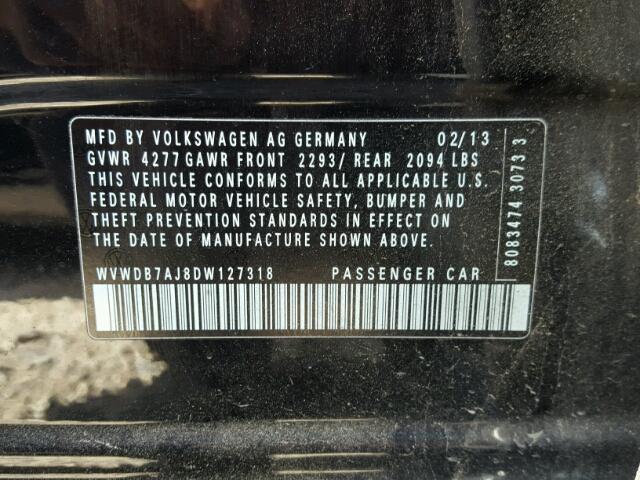 MFD BY VOLKSWAGEN AG GERMANY 02/13
GVWR 4277 GAWR FRONT 2293/ REAR 2094 LBS
THIS VEHICLE CONFORMS TO ALL APPLICABLE U.S.
FEDERAL MOTOR VEHICLE SAFETY, BUMPER AND
THEFT PREVENTION STANDARDS IN EFFECT ON
THE DATE OF MANUFACTURE SHOWN ABOVE.
WVWDB7AJ8DW127318 PASSENGER CAR
8083474 3073 3